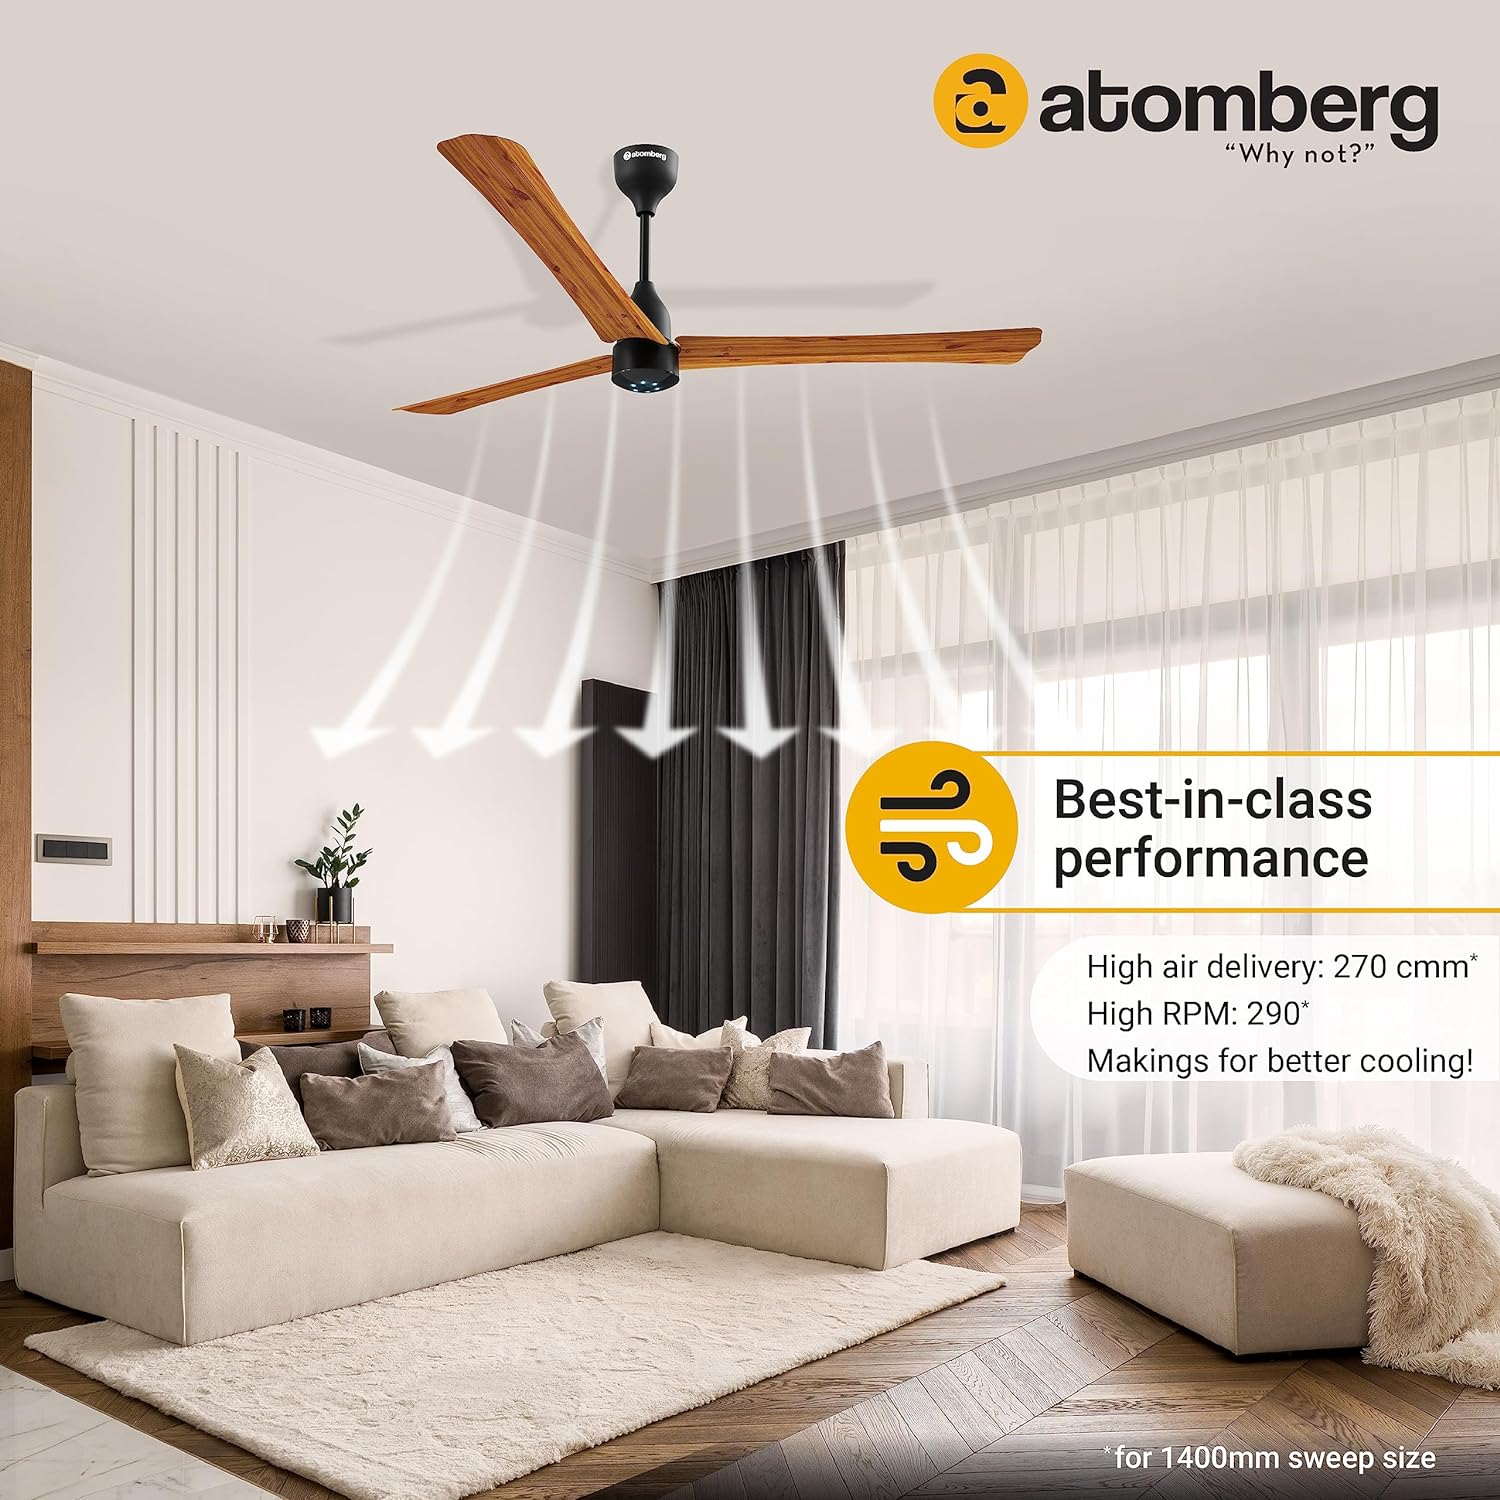 atomberg
"Why not?"
atomberg
Best-in-class
performance
High air delivery: 270 cmm*
High RPM: 290*
Makings for better cooling!
*for 1400mm sweep size